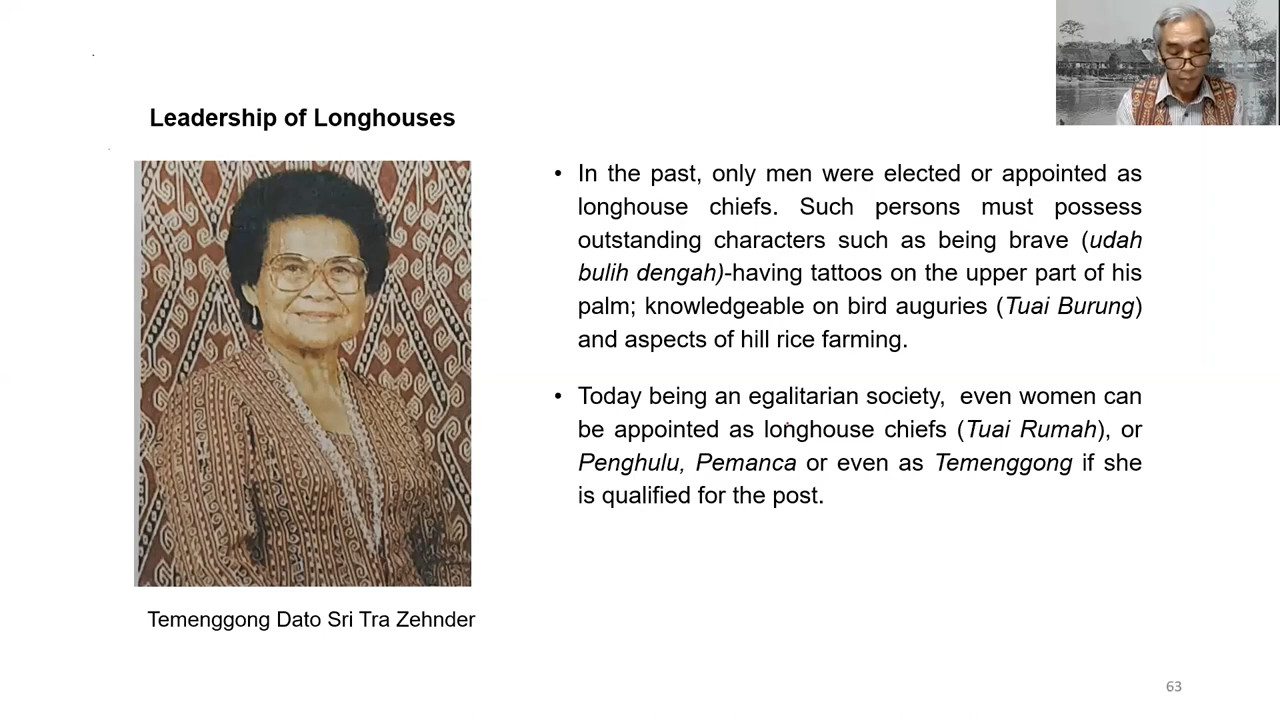 Leadership of Longhouses
• In the past, only men were elected or appointed as
longhouse chiefs. Such persons must possess
outstanding characters such as being brave (udah
bulih dengah)-having tattoos on the upper part of his
palm; knowledgeable on bird auguries (Tuai Burung)
and aspects of hill rice farming.
• Today being an egalitarian society, even women can
be appointed as longhouse chiefs (Tuai Rumah), or
Penghulu, Pemanca or even as Temenggong if she
is qualified for the post.
Temenggong Dato Sri Tra Zehnder
63